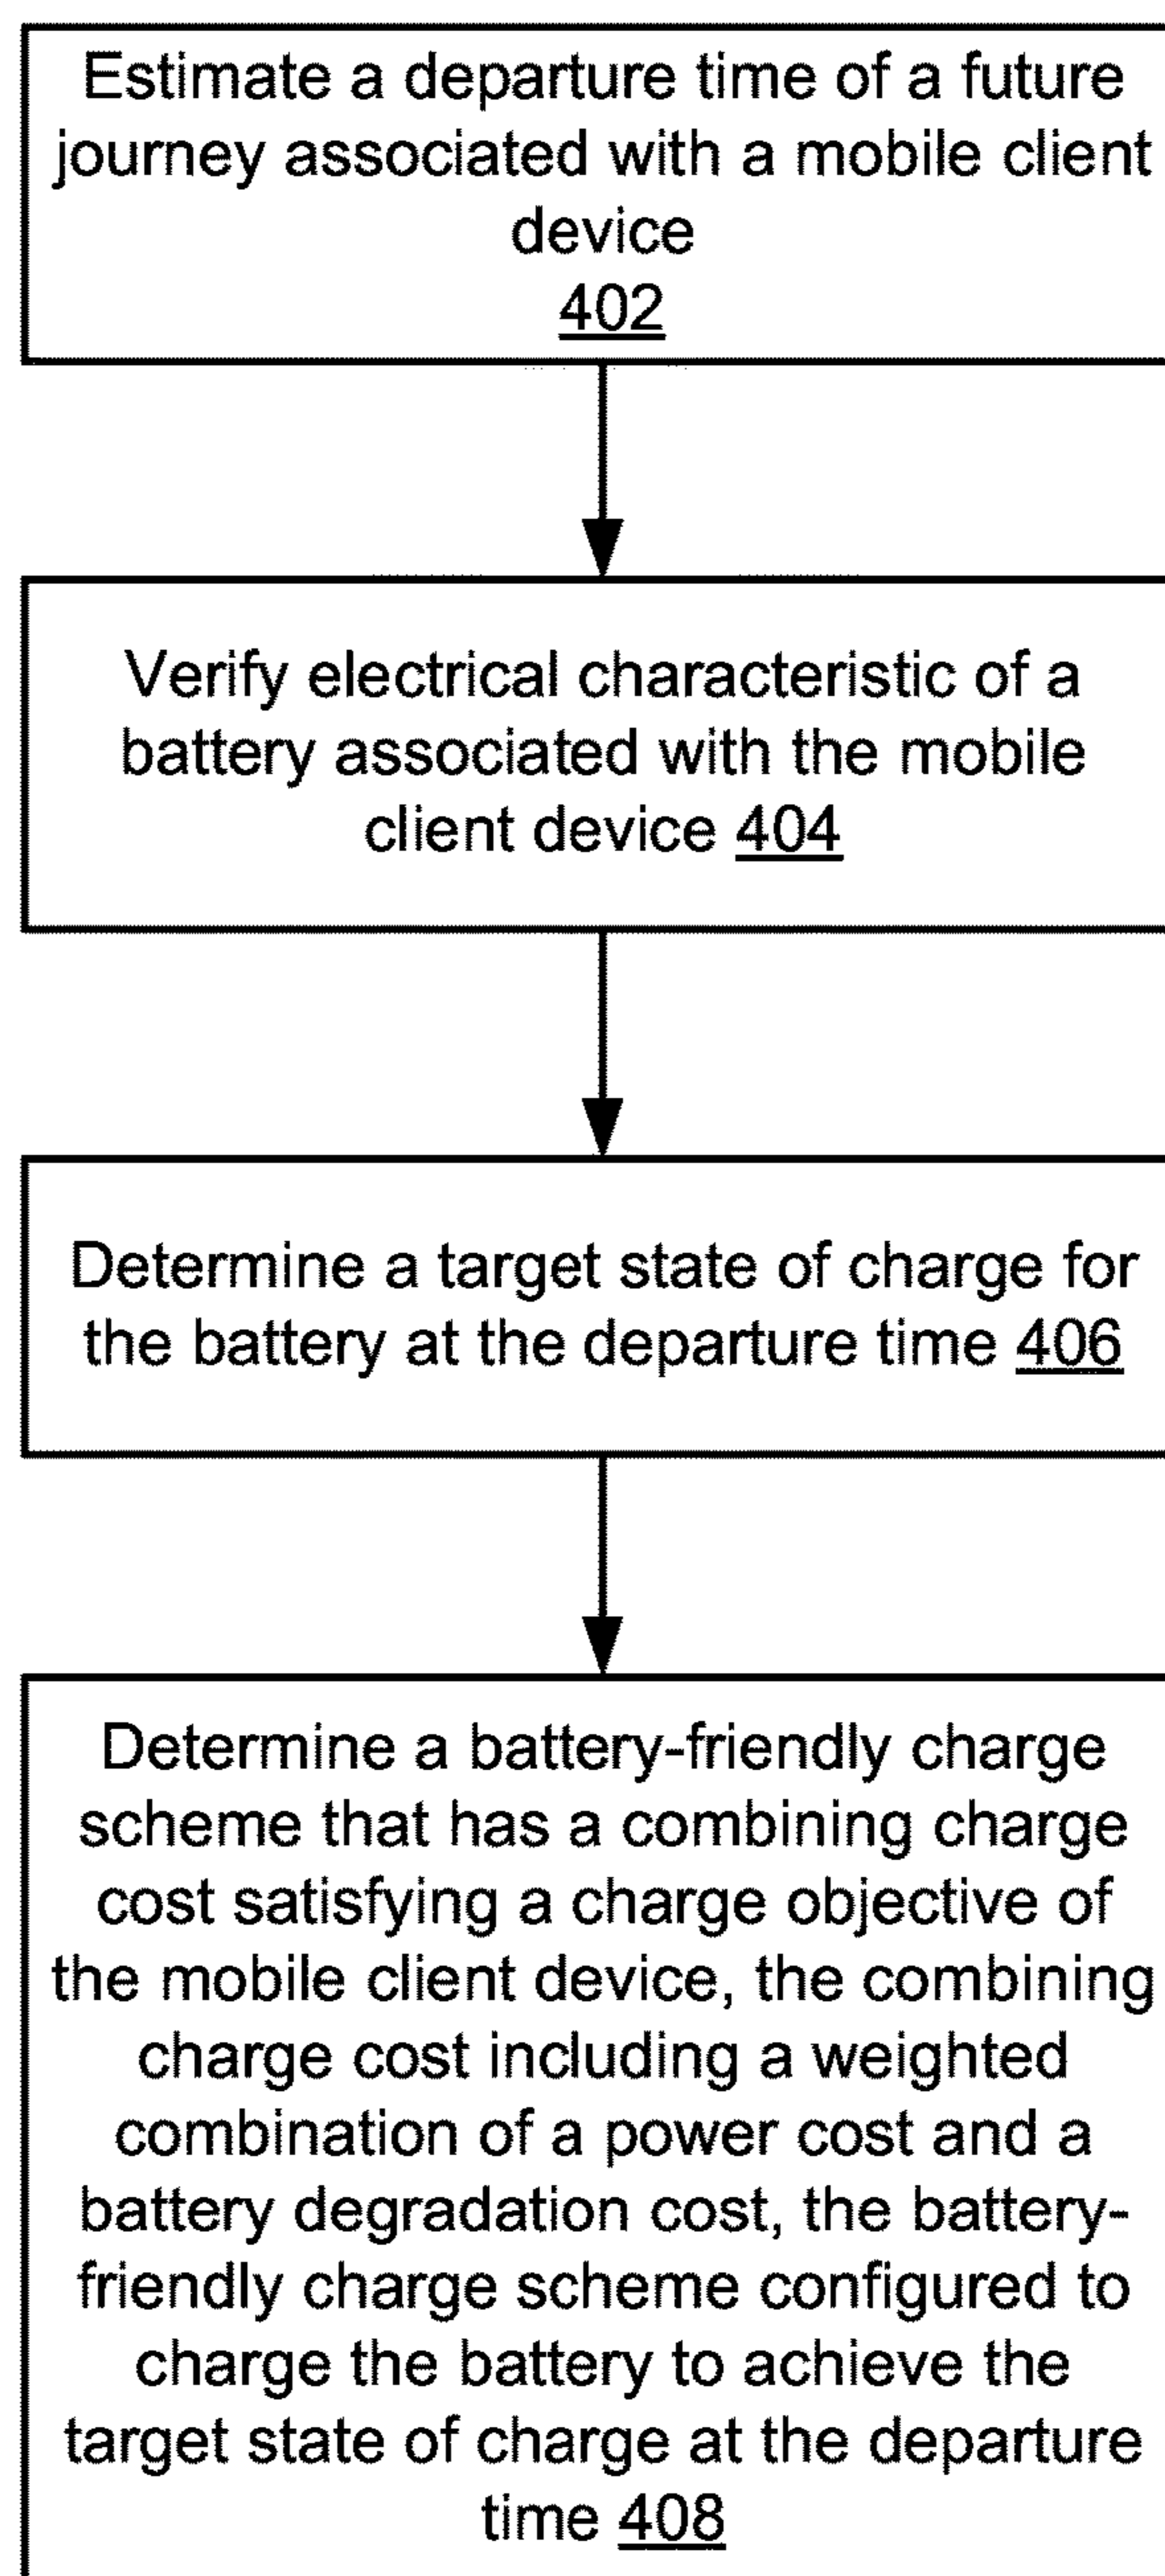 Estimate a departure time of a future
journey associated with a mobile client
device
402
Verify electrical characteristic of a
battery associated with the mobile
client device 404
Determine a target state of charge for
the battery at the departure time 406
Determine a battery-friendly charge
scheme that has a combining charge
cost satisfying a charge objective of
the mobile client device, the combining
charge cost including a weighted
combination of a power cost and a
battery degradation cost, the battery-
friendly charge scheme configured to
charge the battery to achieve the
target state of charge at the departure
time 408